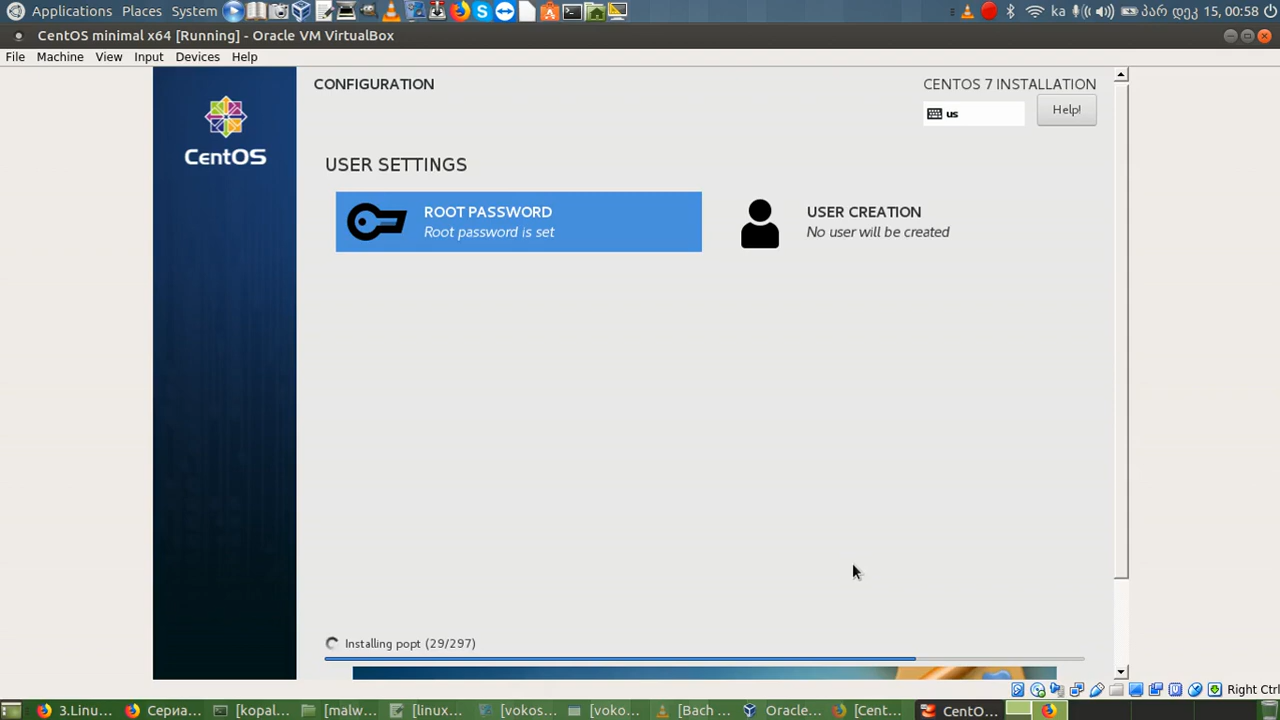 Applications Places System
ka
პარ დეკ 15, 00:58
CentOS minimal x64 [Running] - Oracle VM VirtualBox
File Machine View Input Devices Help
CentOS
CONFIGURATION
CENTOS 7 INSTALLATION
us
Help!
USER SETTINGS
ROOT PASSWORD
Root password is set
USER CREATION
No user will be created
Installing popt (29/297)
Right Ctrl
3.Linu... Сериа... [kopal... [malw... [linux... [vokos... [voko... [Bach ... Oracle... [Cent... CentO...